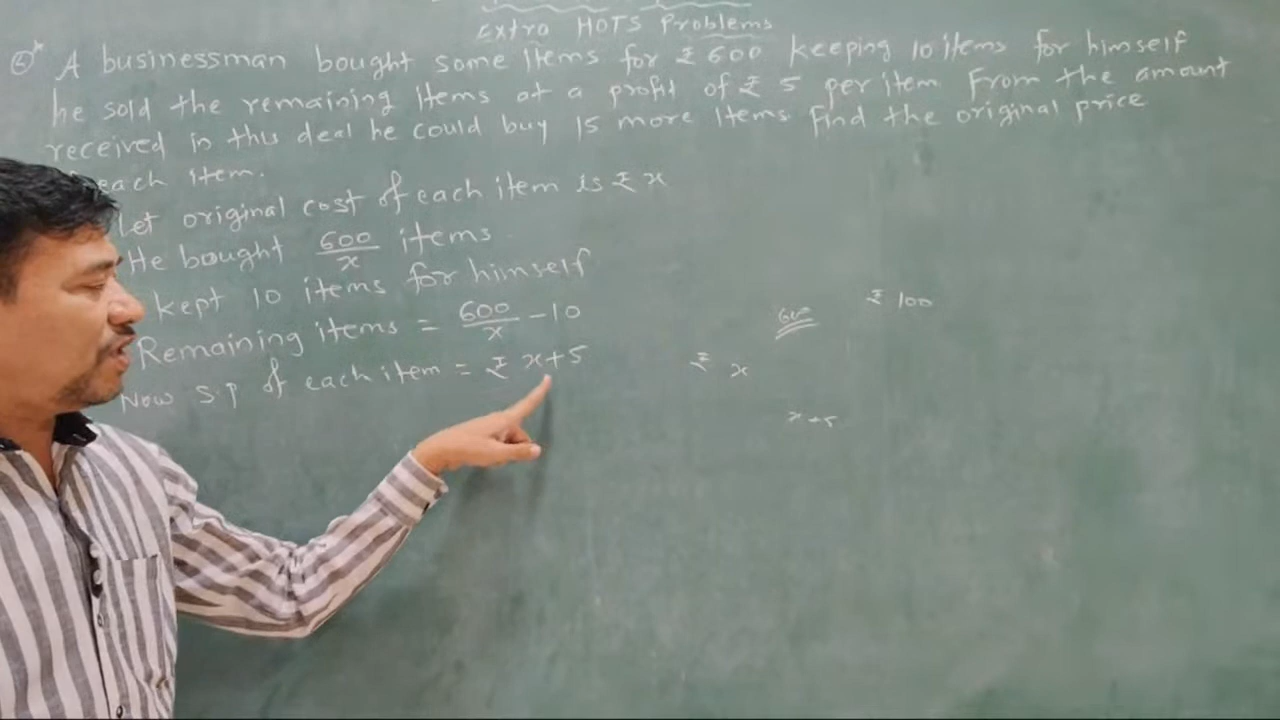 Extra HOTS Problems
6* A businessman bought some items for ₹ 600 keeping 10 items for himself
he sold the remaining items at a profit of ₹ 5 per item From the amount
received in this deal he could buy 15 more items Find the original price
each item.
Let original cost of each item is ₹ x
He bought 600/x items
kept 10 items for himself
Remaining items = 600/x - 10
Now S.P of each item = ₹ x+5
600
₹ 100
₹ x
x+5